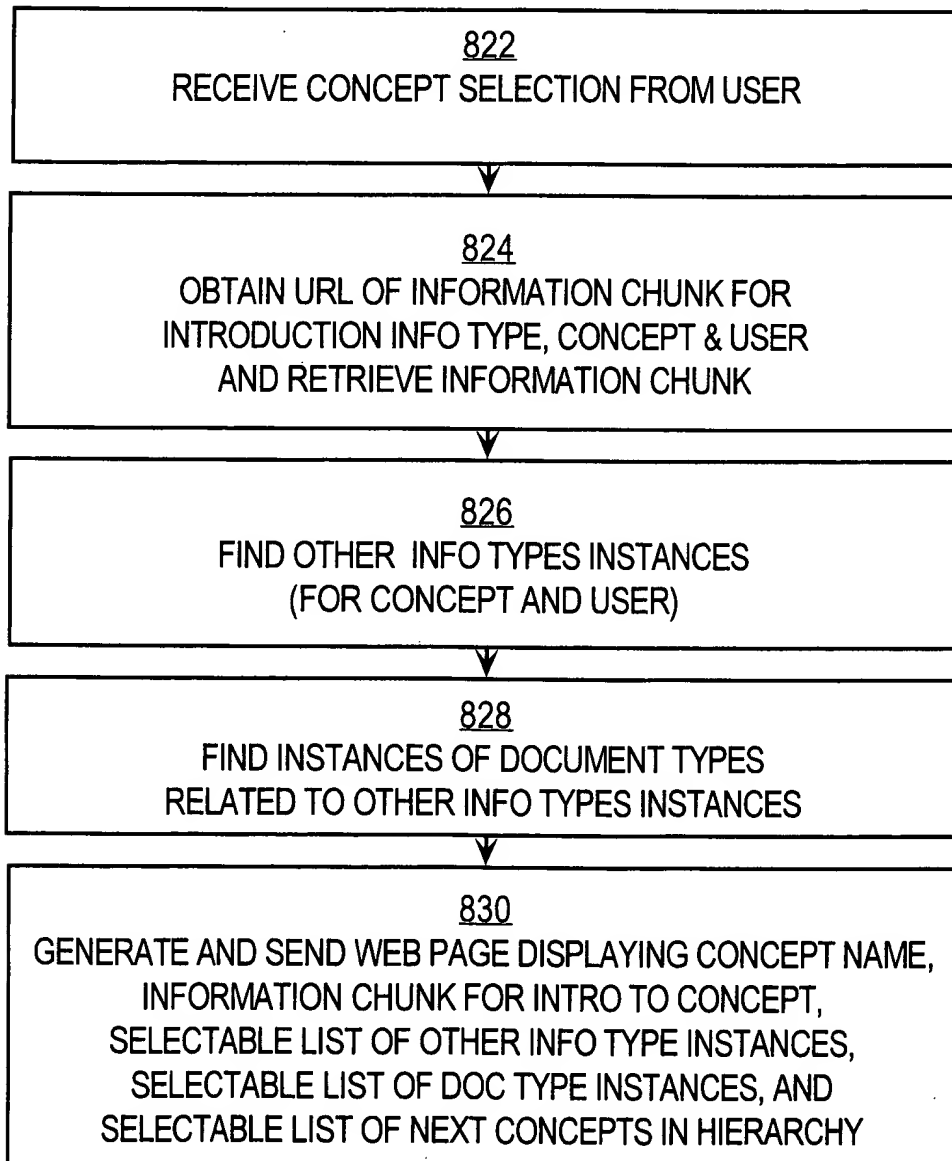 822
RECEIVE CONCEPT SELECTION FROM USER
824
OBTAIN URL OF INFORMATION CHUNK FOR
INTRODUCTION INFO TYPE, CONCEPT & USER
AND RETRIEVE INFORMATION CHUNK
826
FIND OTHER INFO TYPES INSTANCES
(FOR CONCEPT AND USER)
828
FIND INSTANCES OF DOCUMENT TYPES
RELATED TO OTHER INFO TYPES INSTANCES
830
GENERATE AND SEND WEB PAGE DISPLAYING CONCEPT NAME,
INFORMATION CHUNK FOR INTRO TO CONCEPT,
SELECTABLE LIST OF OTHER INFO TYPE INSTANCES,
SELECTABLE LIST OF DOC TYPE INSTANCES, AND
SELECTABLE LIST OF NEXT CONCEPTS IN HIERARCHY